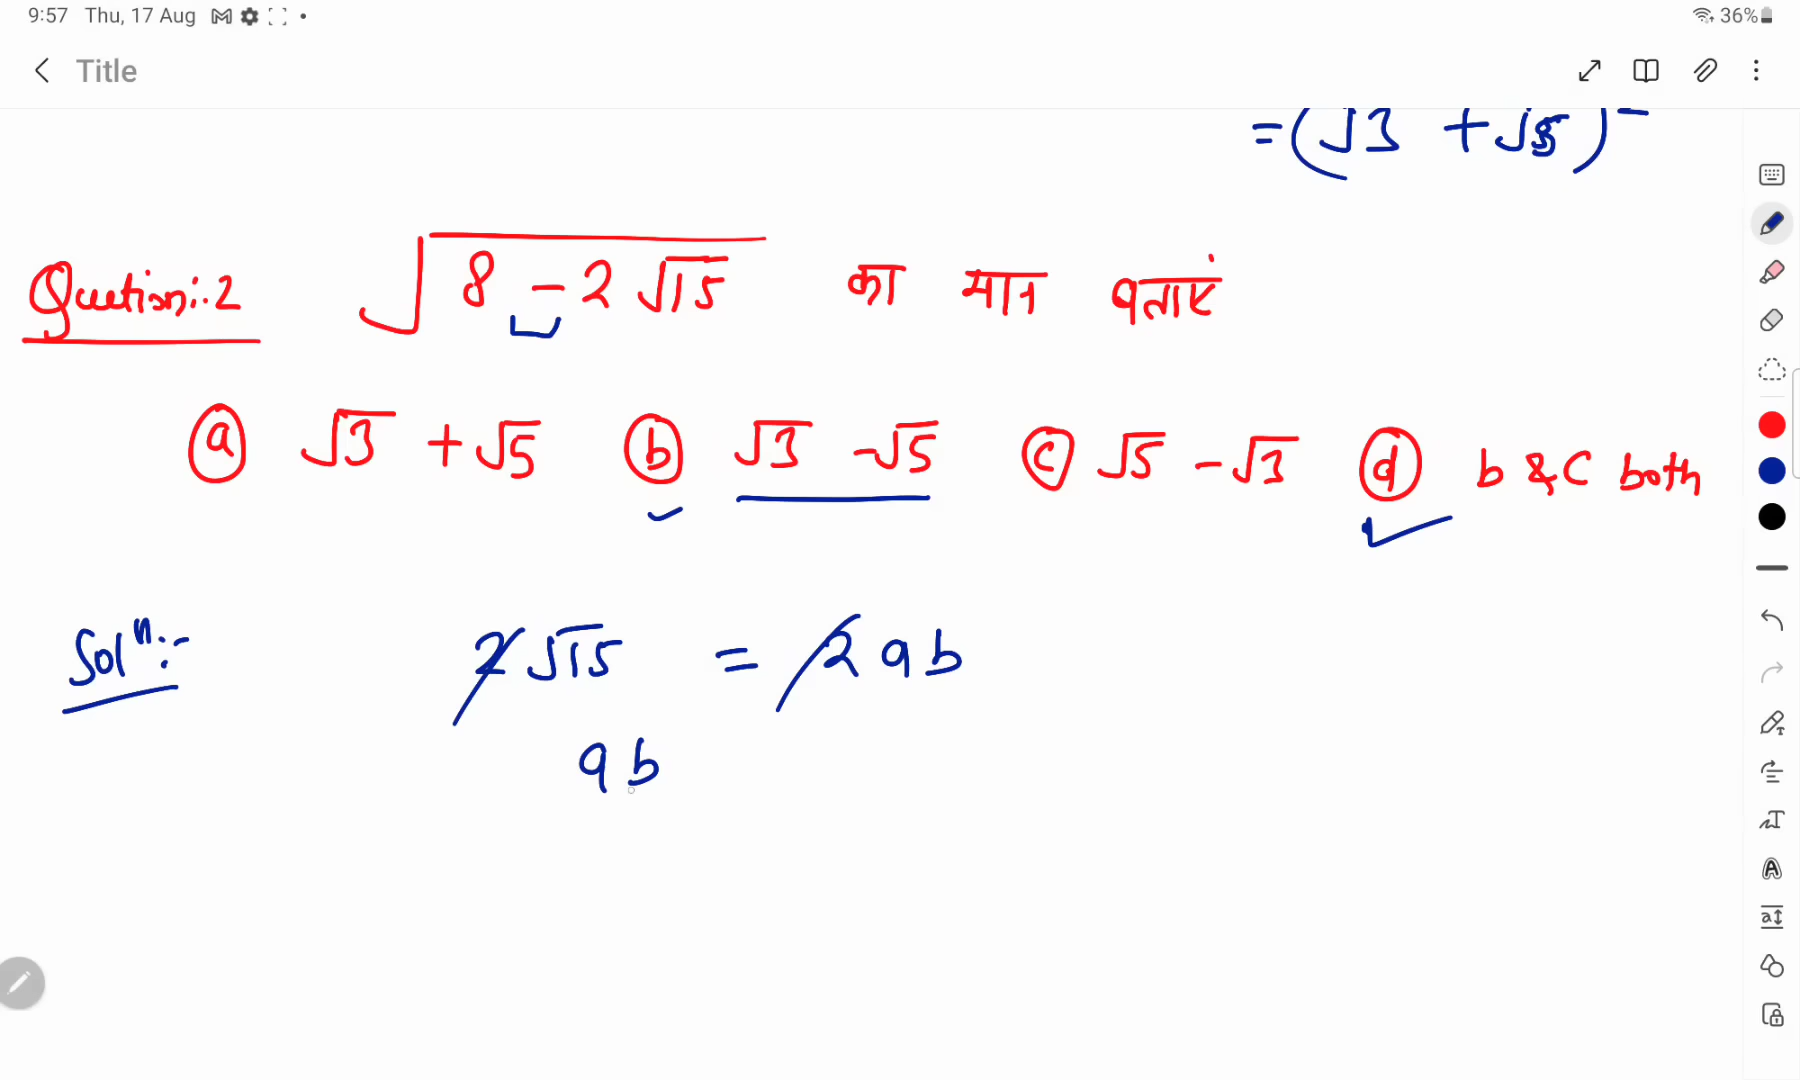 9:57 Thu, 17 Aug 36%
Title
=(√3 +√5)²
Question:-2 √(8 - 2√15) का मान बताएं
(a) √3 + √5 (b) √3 - √5 (c) √5 - √3 (d) b & C both
Solⁿ:- 2√15 = 2ab
ab